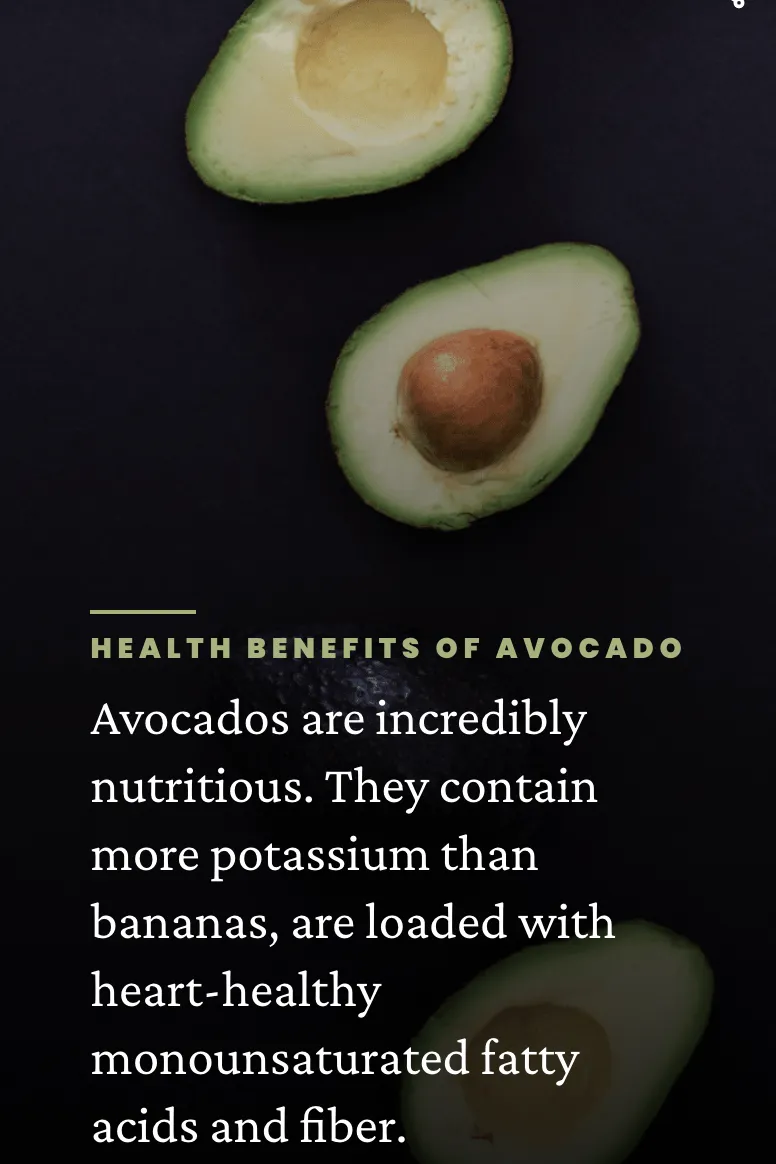 HEALTH BENEFITS OF AVOCADO
Avocados are incredibly
nutritious. They contain
more potassium than
bananas, are loaded with
heart-healthy
monounsaturated fatty
acids and fiber.